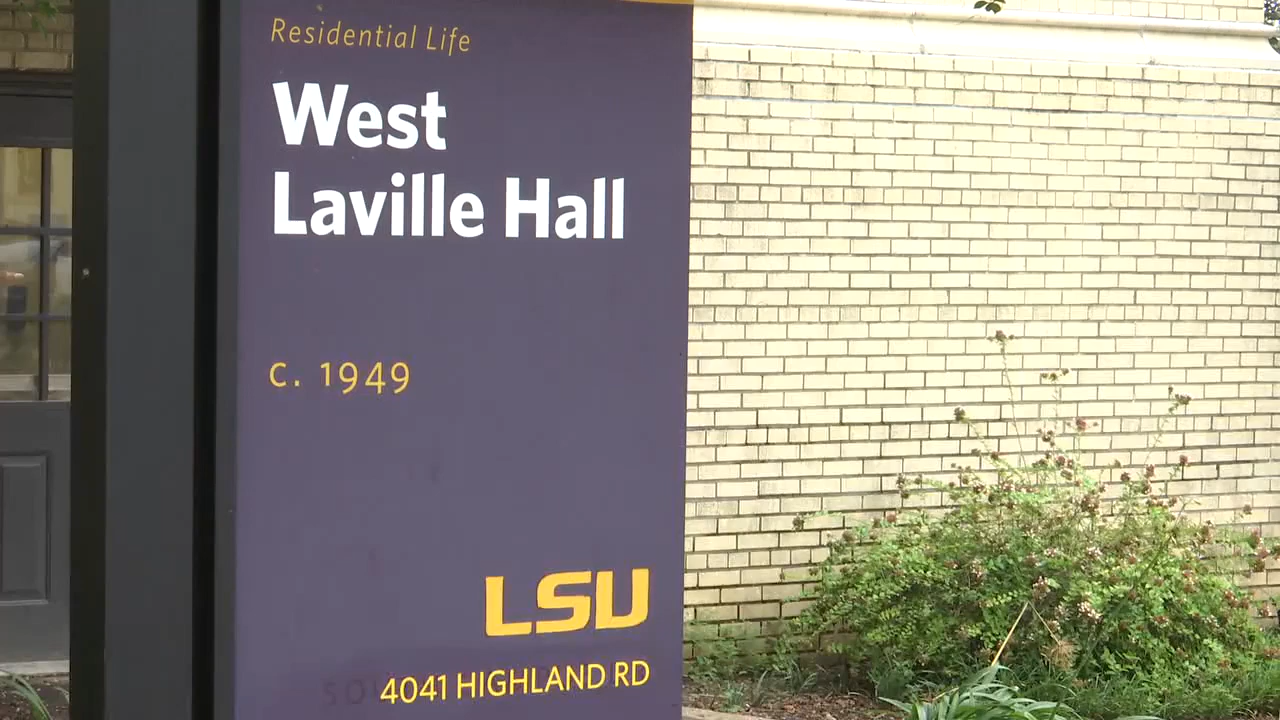 Residential Life
West
Laville Hall
c. 1949
LSU
4041 HIGHLAND RD